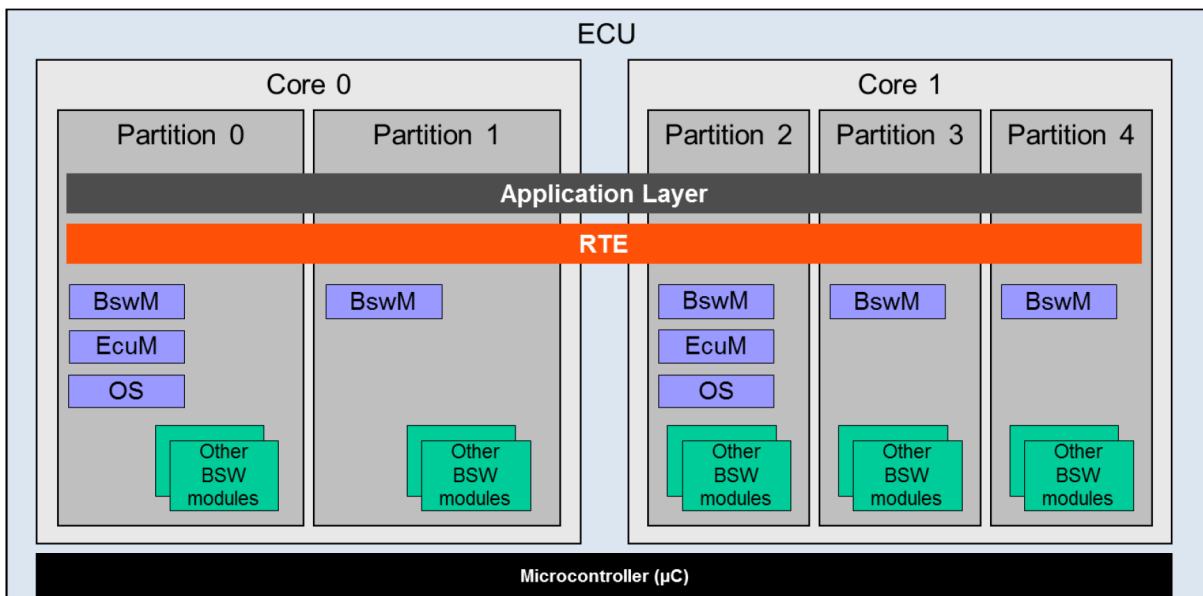 ECU
Core 0
Core 1
Partition 0
Partition 1
Partition 2
Partition 3
Partition 4
Application Layer
RTE
BswM
BswM
BswM
BswM
BswM
EcuM
EcuM
OS
OS
Other
BSW
modules
Other
BSW
modules
Other
BSW
modules
Other
BSW
modules
Other
BSW
modules
Microcontroller (µC)